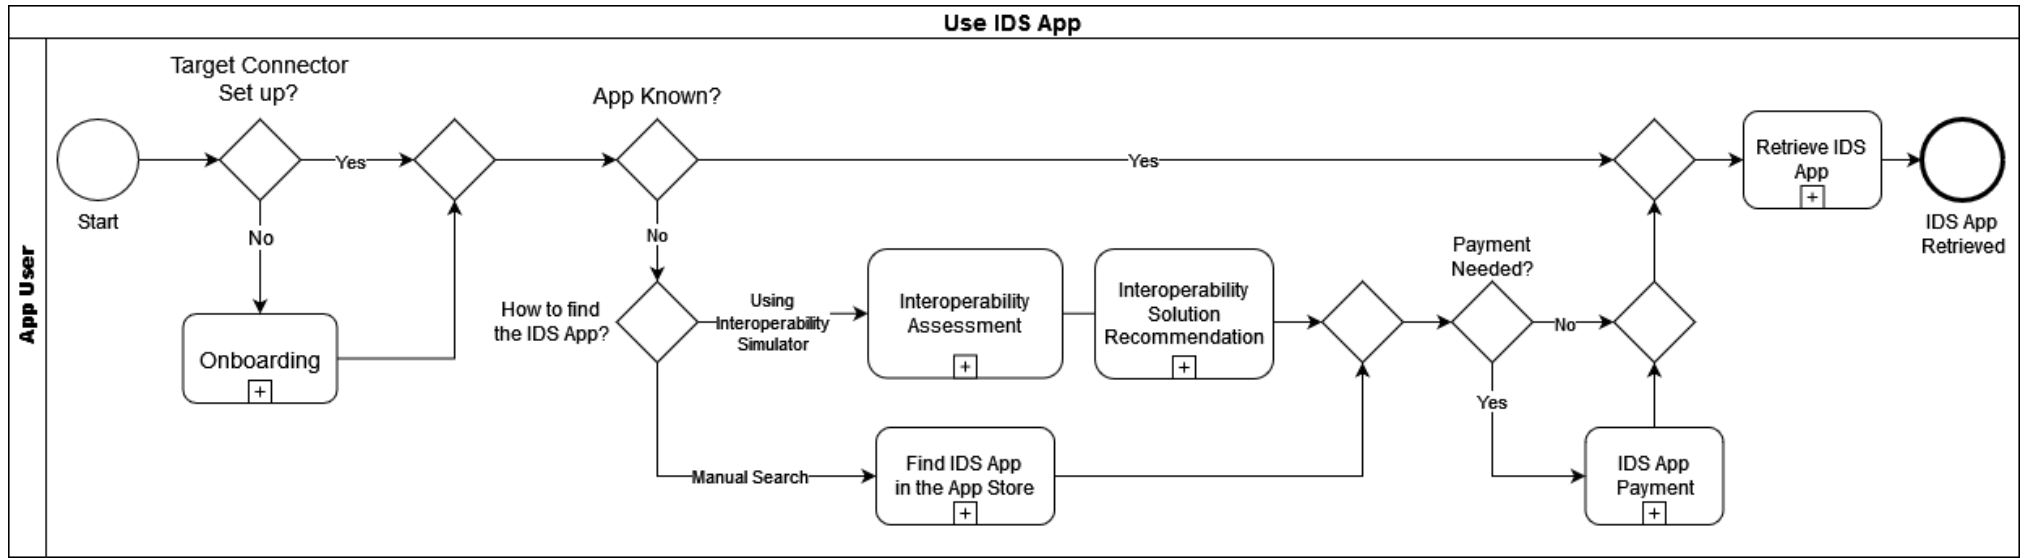 Use IDS App
App User
Start
Target Connector
Set up?
Yes
No
Onboarding
+
App Known?
Yes
No
How to find
the IDS App?
Using
Interoperability
Simulator
Interoperability
Assessment
+
Interoperability
Solution
Recommendation
+
Manual Search
Find IDS App
in the App Store
+
Payment
Needed?
No
Yes
IDS App
Payment
+
Retrieve IDS
App
+
IDS App
Retrieved